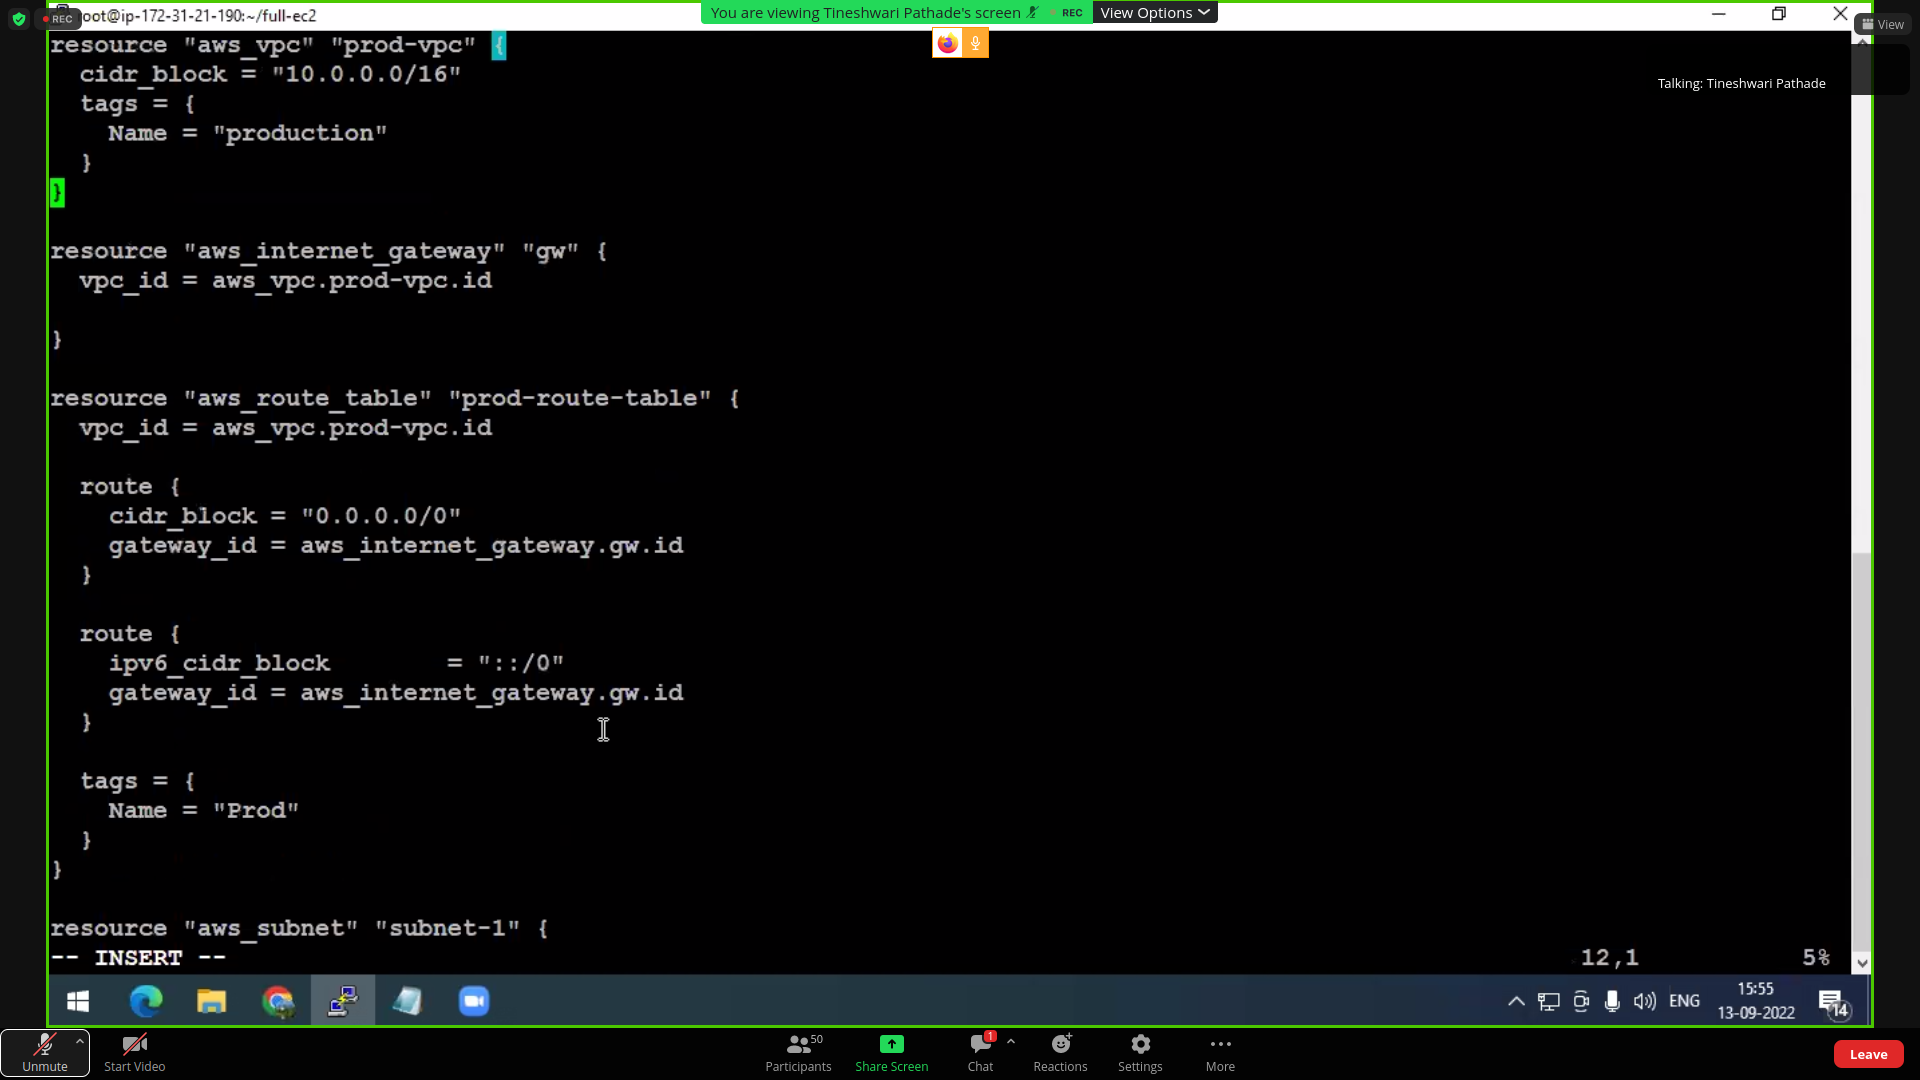 REC
root@ip-172-31-21-190:~/full-ec2
You are viewing Tineshwari Pathade's screen
REC
View Options
View
Talking: Tineshwari Pathade
resource "aws_vpc" "prod-vpc" {
  cidr_block = "10.0.0.0/16"
  tags = {
    Name = "production"
  }
}
resource "aws_internet_gateway" "gw" {
  vpc_id = aws_vpc.prod-vpc.id
}
resource "aws_route_table" "prod-route-table" {
  vpc_id = aws_vpc.prod-vpc.id
  route {
    cidr_block = "0.0.0.0/0"
    gateway_id = aws_internet_gateway.gw.id
  }
  route {
    ipv6_cidr_block        = "::/0"
    gateway_id = aws_internet_gateway.gw.id
  }
  tags = {
    Name = "Prod"
  }
}
resource "aws_subnet" "subnet-1" {
-- INSERT --
12,1
5%
ENG
15:55
13-09-2022
14
Unmute
Start Video
50
Participants
Share Screen
1
Chat
Reactions
Settings
More
Leave